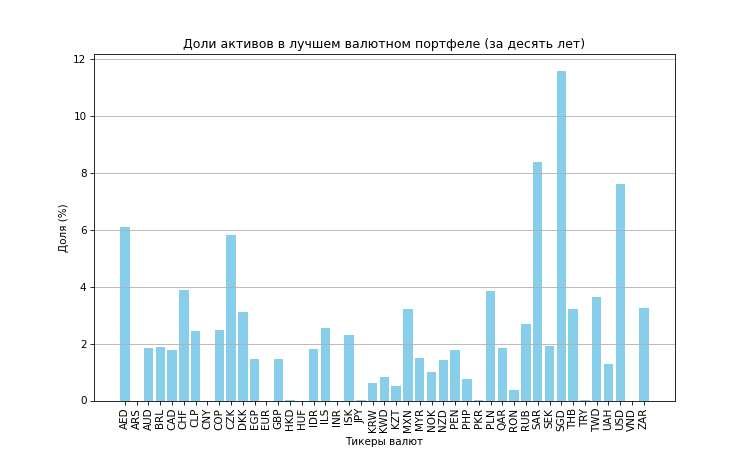 Доли активов в лучшем валютном портфеле (за десять лет)
12
10
8
6
4
2
0
Доля (%)
AED
ARS
AUD
BRL
CAD
CHF
CLP
CNY
COP
CZK
DKK
EGP
EUR
GBP
HKD
HUF
IDR
ILS
INR
ISK
JPY
KRW
KWD
KZT
MXN
MYR
NOK
NZD
PEN
PHP
PKR
PLN
QAR
RON
RUB
SAR
SEK
SGD
THB
TRY
TWD
UAH
USD
VND
ZAR
Тикеры валют